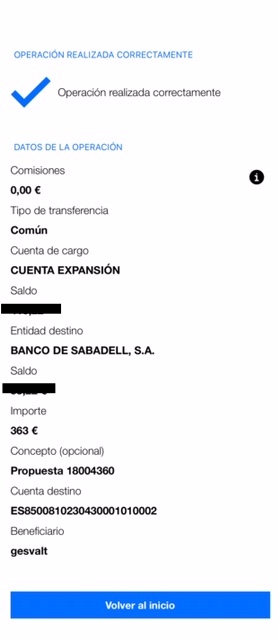 OPERACIÓN REALIZADA CORRECTAMENTE
Operación realizada correctamente
DATOS DE LA OPERACIÓN
Comisiones
0,00 €
Tipo de transferencia
Común
Cuenta de cargo
CUENTA EXPANSIÓN
Saldo
Entidad destino
BANCO DE SABADELL, S.A.
Saldo
Importe
363 €
Concepto (opcional)
Propuesta 18004360
Cuenta destino
ES8500810230430001010002
Beneficiario
gesvalt
Volver al inicio